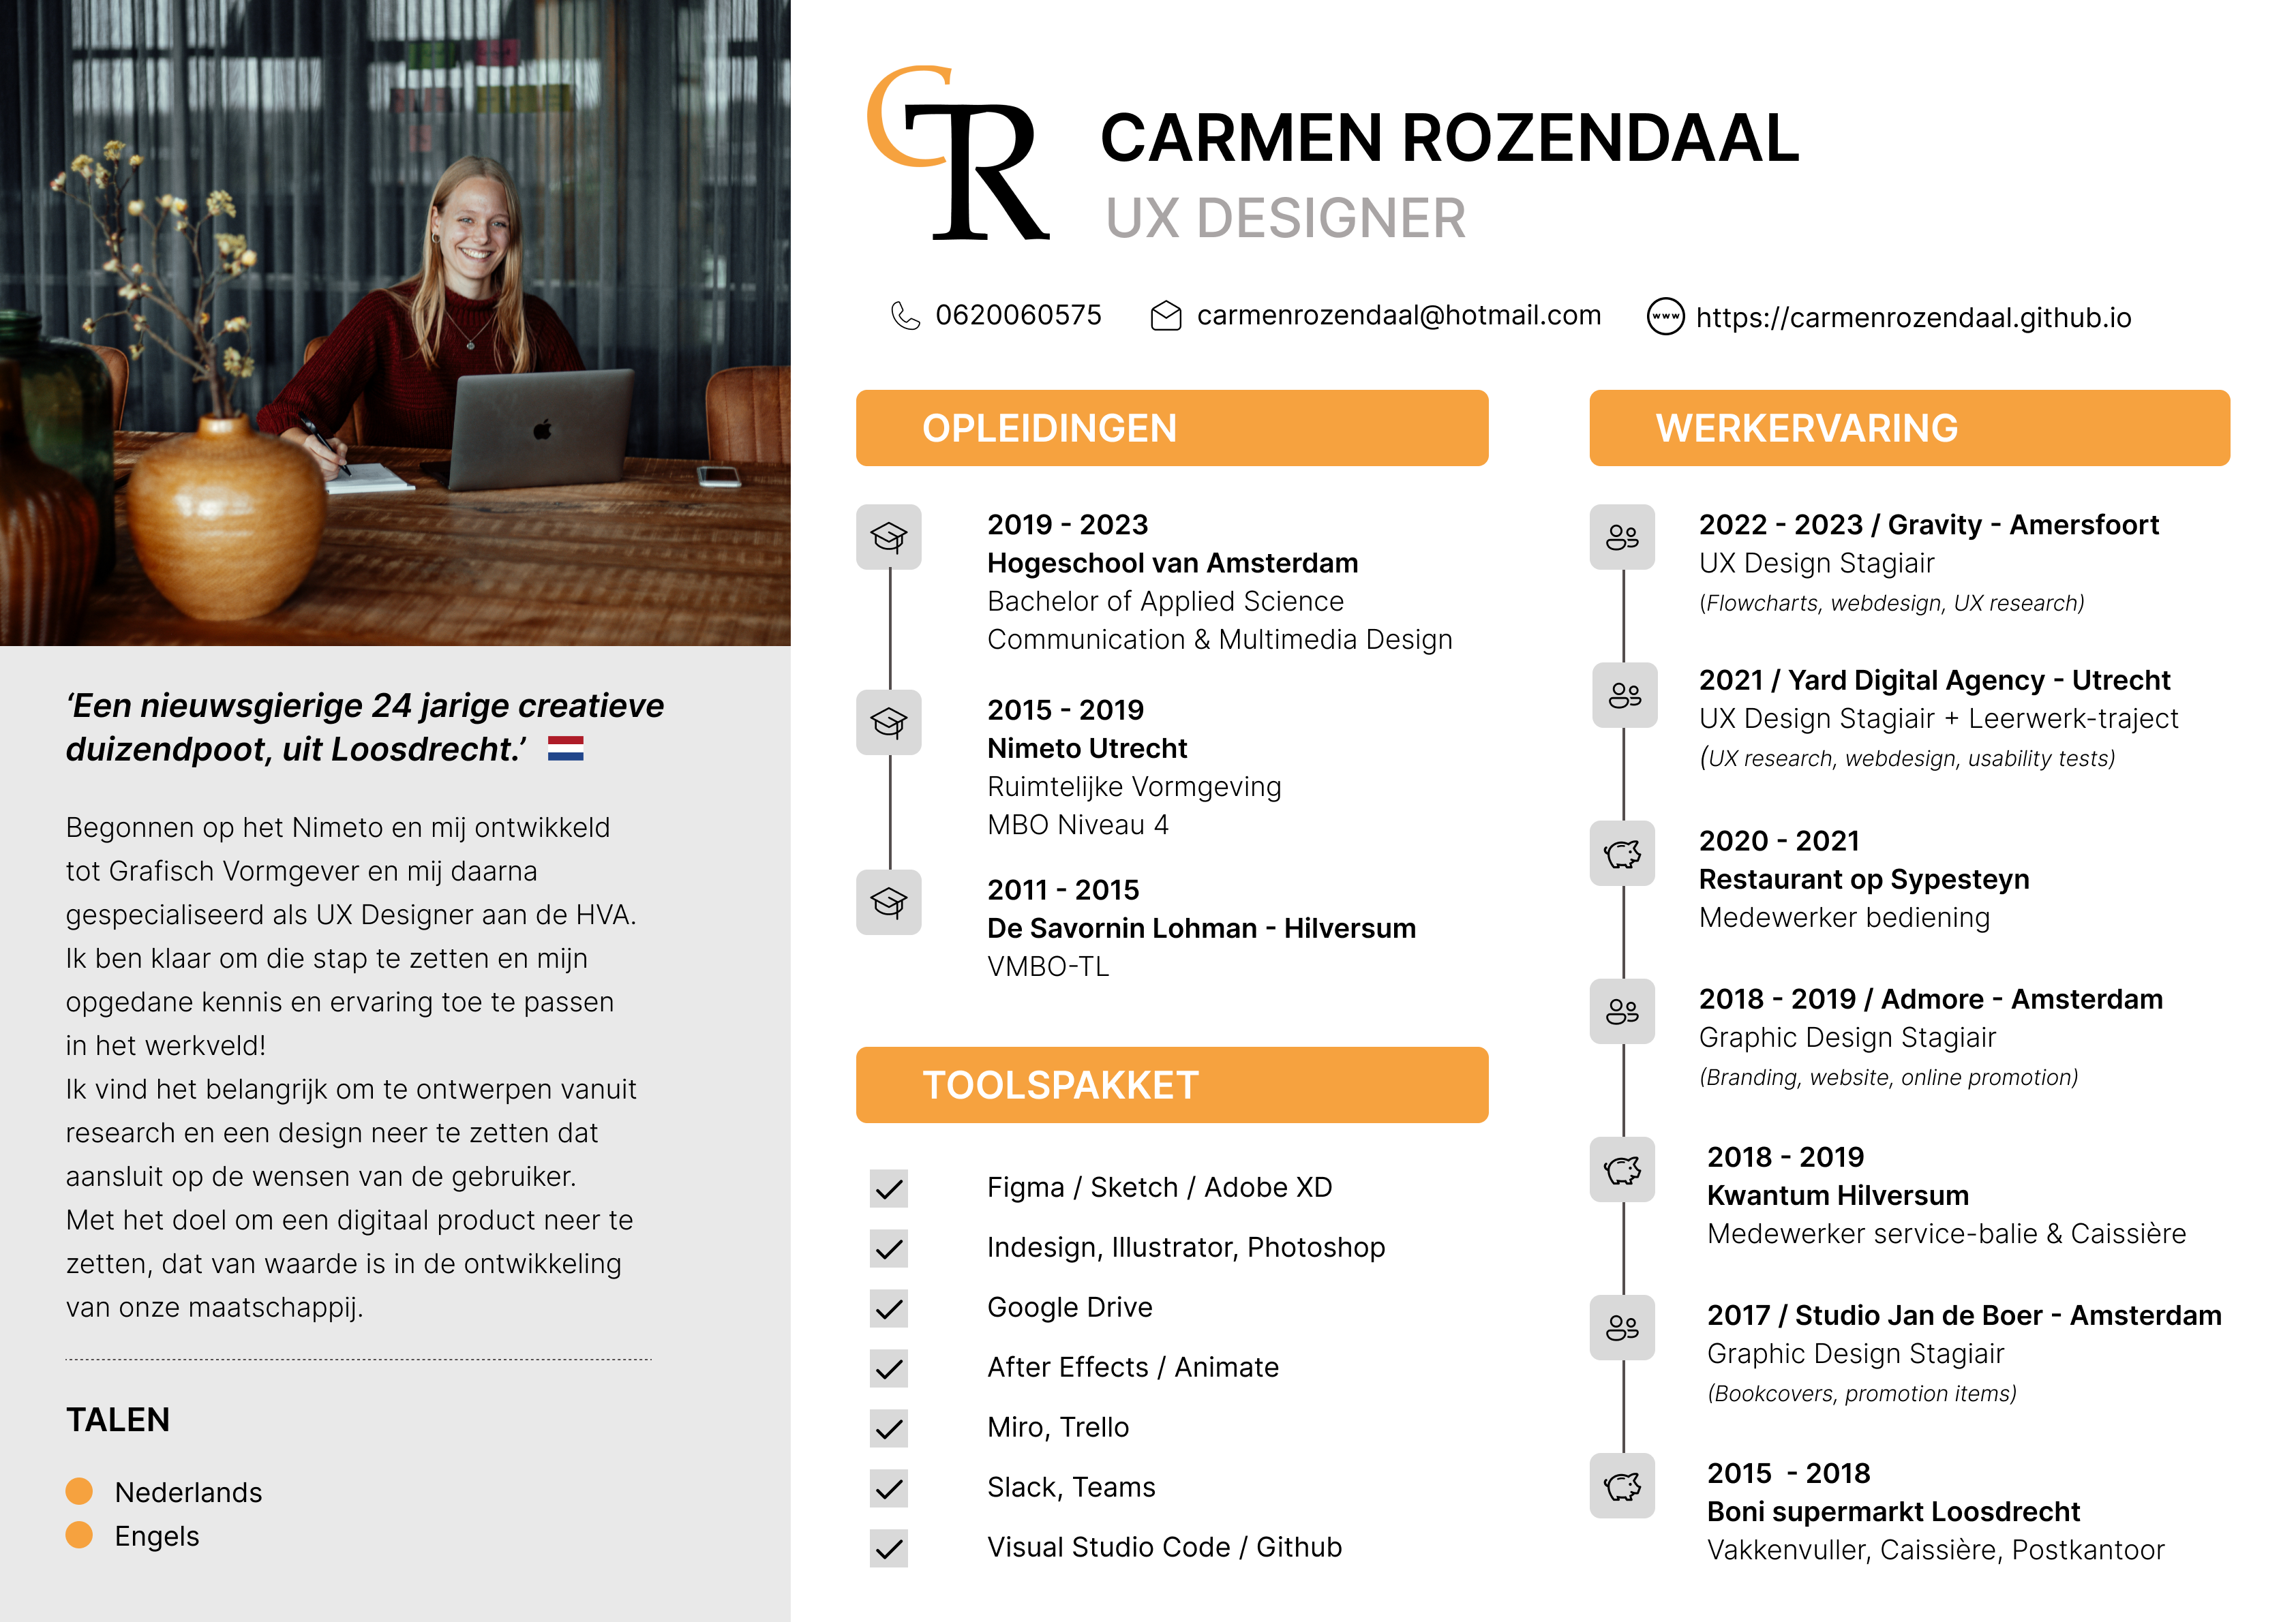 CR
CARMEN ROZENDAAL
UX DESIGNER
0620060575
carmenrozendaal@hotmail.com
www
https://carmenrozendaal.github.io
‘Een nieuwsgierige 24 jarige creatieve
duizendpoot, uit Loosdrecht.’
Begonnen op het Nimeto en mij ontwikkeld
tot Grafisch Vormgever en mij daarna
gespecialiseerd als UX Designer aan de HVA.
Ik ben klaar om die stap te zetten en mijn
opgedane kennis en ervaring toe te passen
in het werkveld!
Ik vind het belangrijk om te ontwerpen vanuit
research en een design neer te zetten dat
aansluit op de wensen van de gebruiker.
Met het doel om een digitaal product neer te
zetten, dat van waarde is in de ontwikkeling
van onze maatschappij.
TALEN
Nederlands
Engels
OPLEIDINGEN
2019 - 2023
Hogeschool van Amsterdam
Bachelor of Applied Science
Communication & Multimedia Design
2015 - 2019
Nimeto Utrecht
Ruimtelijke Vormgeving
MBO Niveau 4
2011 - 2015
De Savornin Lohman - Hilversum
VMBO-TL
TOOLSPAKKET
Figma / Sketch / Adobe XD
Indesign, Illustrator, Photoshop
Google Drive
After Effects / Animate
Miro, Trello
Slack, Teams
Visual Studio Code / Github
WERKERVARING
2022 - 2023 / Gravity - Amersfoort
UX Design Stagiair
(Flowcharts, webdesign, UX research)
2021 / Yard Digital Agency - Utrecht
UX Design Stagiair + Leerwerk-traject
(UX research, webdesign, usability tests)
2020 - 2021
Restaurant op Sypesteyn
Medewerker bediening
2018 - 2019 / Admore - Amsterdam
Graphic Design Stagiair
(Branding, website, online promotion)
2018 - 2019
Kwantum Hilversum
Medewerker service-balie & Caissière
2017 / Studio Jan de Boer - Amsterdam
Graphic Design Stagiair
(Bookcovers, promotion items)
2015 - 2018
Boni supermarkt Loosdrecht
Vakkenvuller, Caissière, Postkantoor